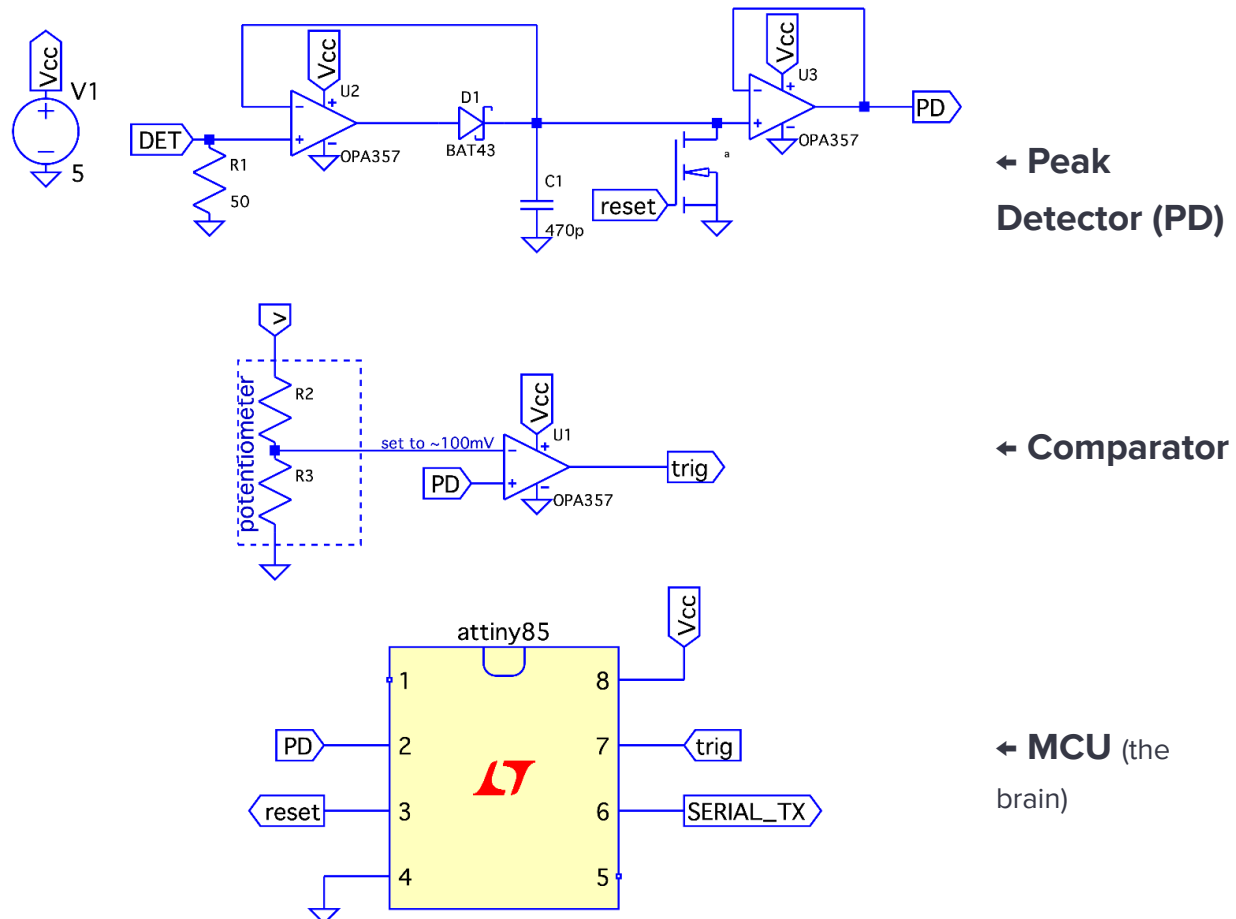 Vcc
V1
5
DET
R1
50
Vcc
U2
OPA357
D1
BAT43
C1
470p
reset
a
Vcc
U3
OPA357
PD
← Peak
Detector (PD)
V
potentiometer
R2
R3
set to ~100mV
PD
Vcc
U1
OPA357
trig
← Comparator
attiny85
Vcc
1
8
PD
2
7
trig
reset
3
6
SERIAL_TX
4
5
← MCU (the
brain)